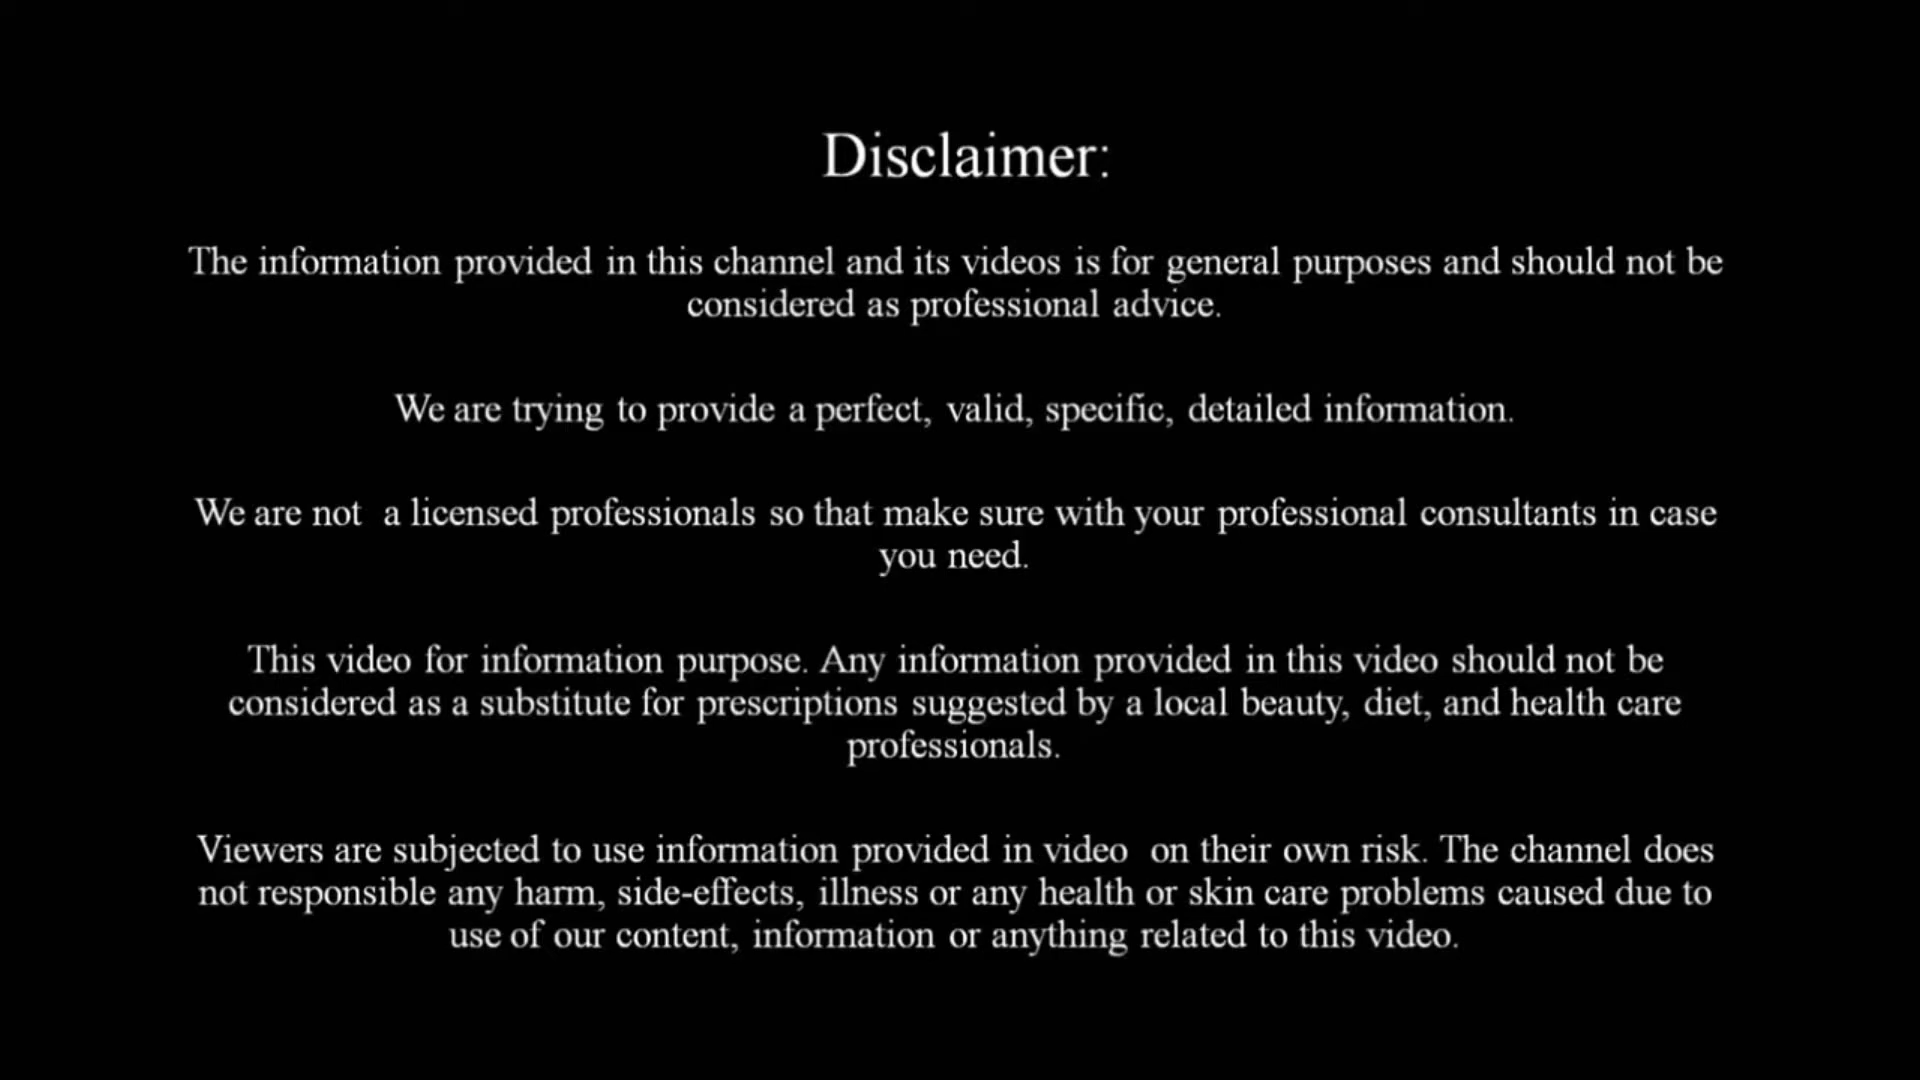 Disclaimer:
The information provided in this channel and its videos is for general purposes and should not be
considered as professional advice.
We are trying to provide a perfect, valid, specific, detailed information.
We are not  a licensed professionals so that make sure with your professional consultants in case
you need.
This video for information purpose. Any information provided in this video should not be
considered as a substitute for prescriptions suggested by a local beauty, diet, and health care
professionals.
Viewers are subjected to use information provided in video  on their own risk. The channel does
not responsible any harm, side-effects, illness or any health or skin care problems caused due to
use of our content, information or anything related to this video.